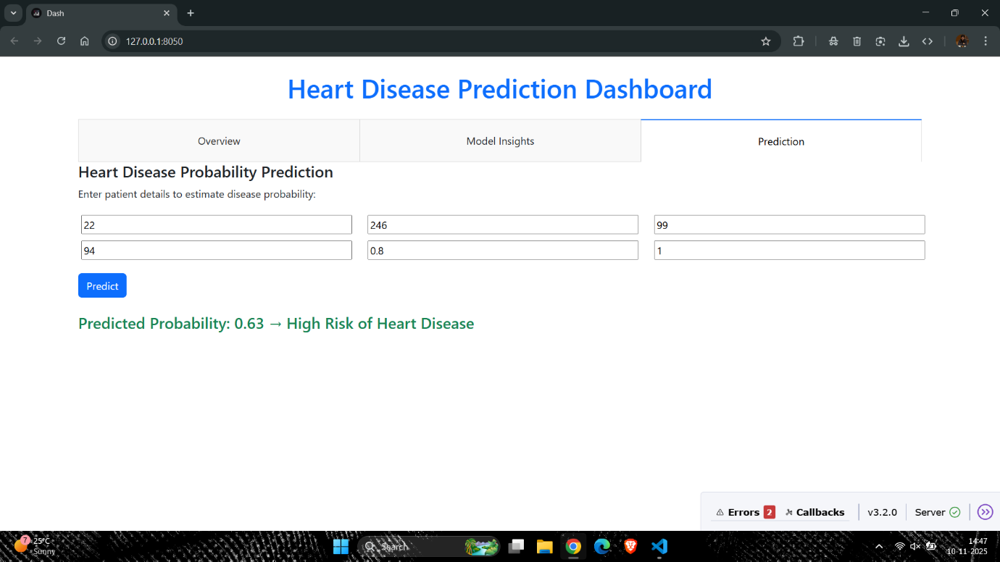 Dash
127.0.0.1:8050
Heart Disease Prediction Dashboard
Overview
Model Insights
Prediction
Heart Disease Probability Prediction
Enter patient details to estimate disease probability:
22
246
99
94
0.8
1
Predict
Predicted Probability: 0.63 → High Risk of Heart Disease
Errors 2 Callbacks v3.2.0 Server
7
25°C
Sunny
Search
14:47
10-11-2025